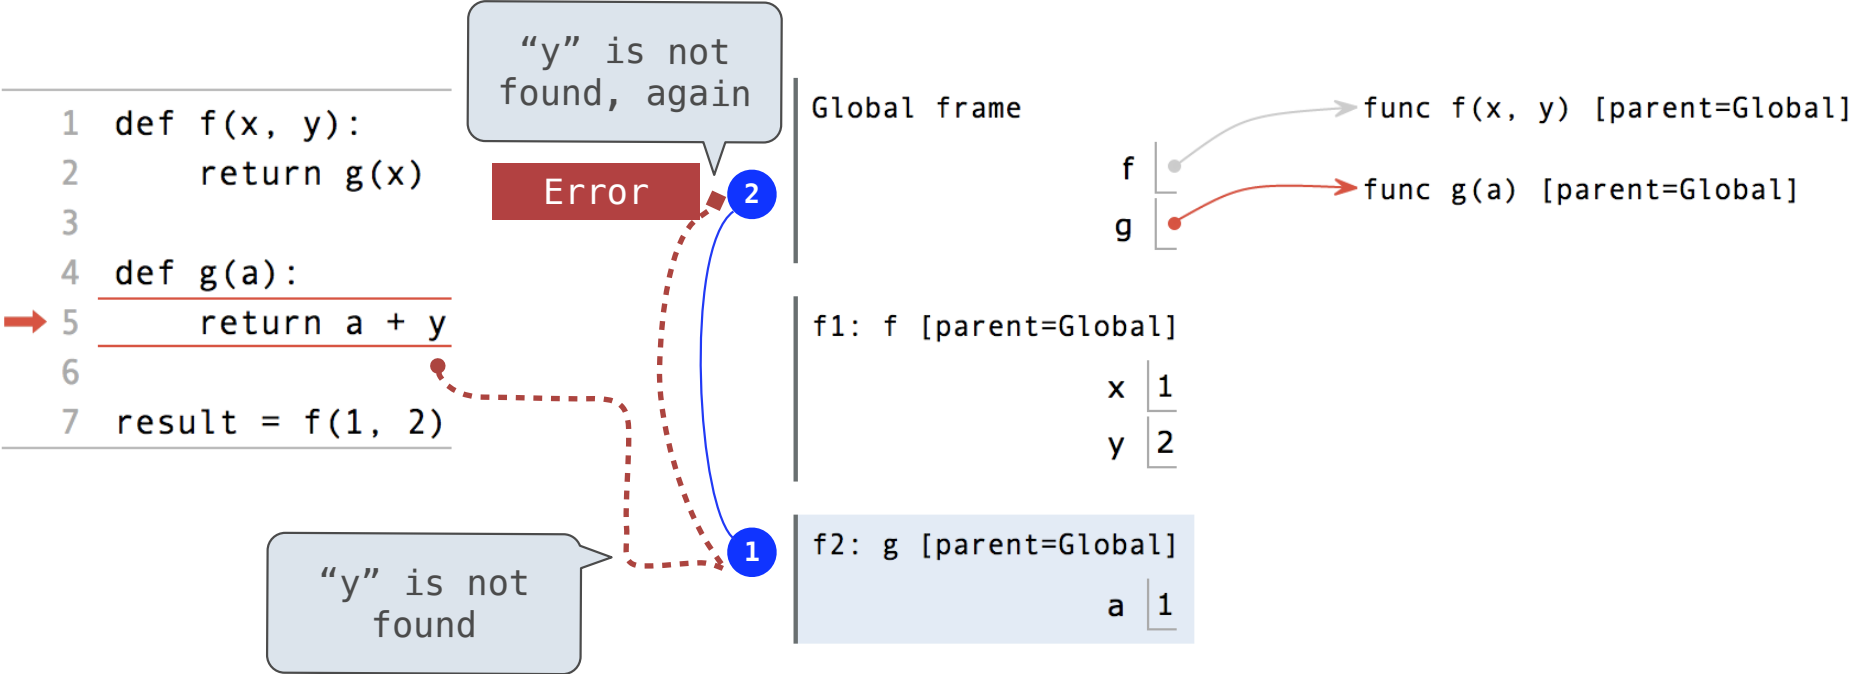 “y” is not
found, again
Error
1 def f(x, y):
2     return g(x)
3
4 def g(a):
5     return a + y
6
7 result = f(1, 2)
“y” is not
found
2
1
Global frame
f
g
func f(x, y) [parent=Global]
func g(a) [parent=Global]
f1: f [parent=Global]
x 1
y 2
f2: g [parent=Global]
a 1